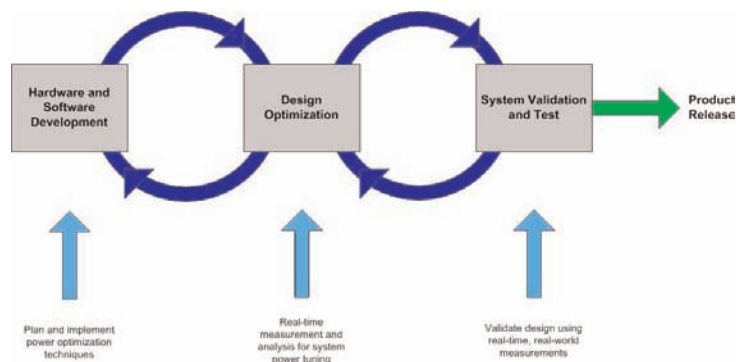 Hardware and
Software
Development
Design
Optimization
System Validation
and Test
Product
Release
Plan and implement
power optimization
techniques
Real-time
measurement and
analysis for system
power tuning
Validate design using
real-time, real-world
measurements